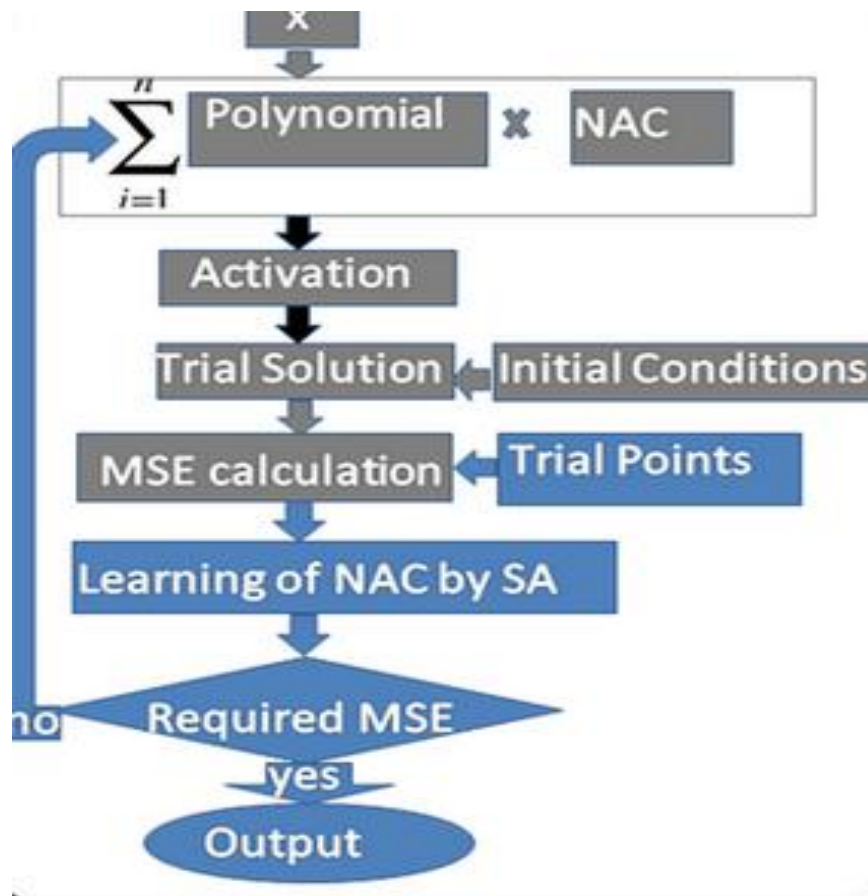 x
n
∑ Polynomial × NAC
i=1
Activation
Trial Solution Initial Conditions
MSE calculation Trial Points
Learning of NAC by SA
no Required MSE
yes
Output